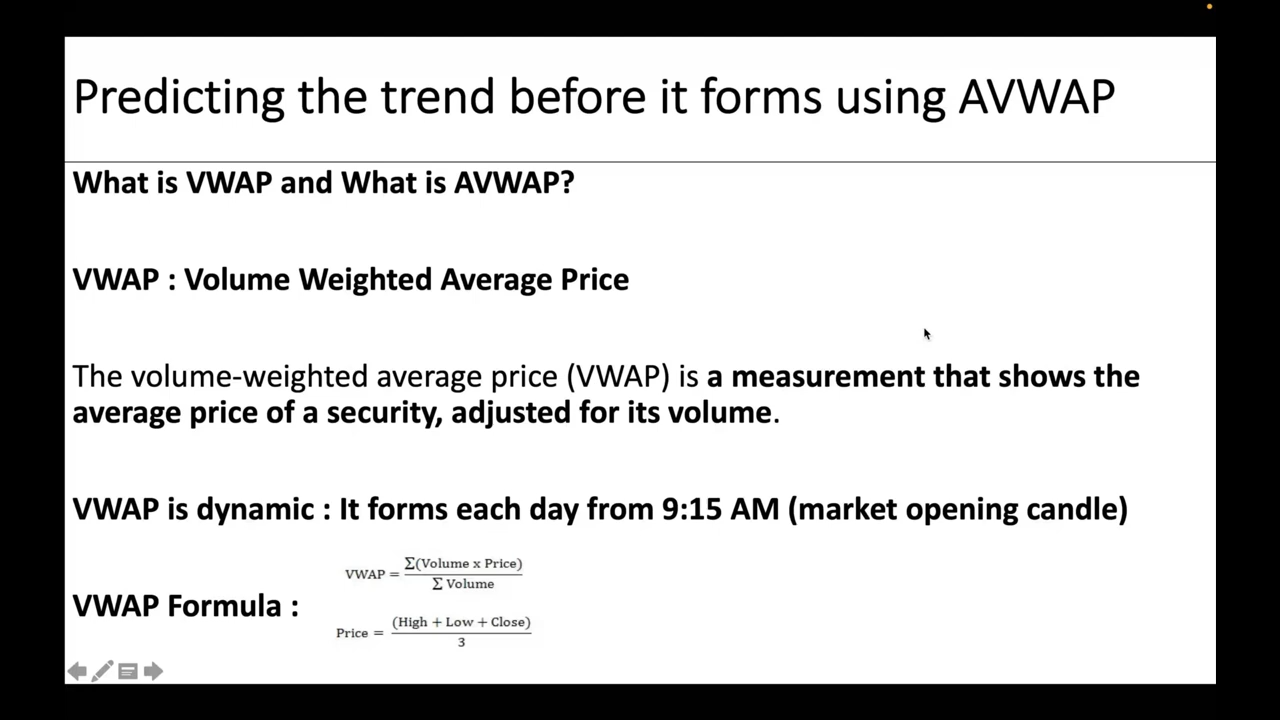 Predicting the trend before it forms using AVWAP
What is VWAP and What is AVWAP?
VWAP : Volume Weighted Average Price
The volume-weighted average price (VWAP) is a measurement that shows the
average price of a security, adjusted for its volume.
VWAP is dynamic : It forms each day from 9:15 AM (market opening candle)
VWAP Formula :
VWAP = ∑(Volume x Price)
∑ Volume
Price = (High + Low + Close)
3